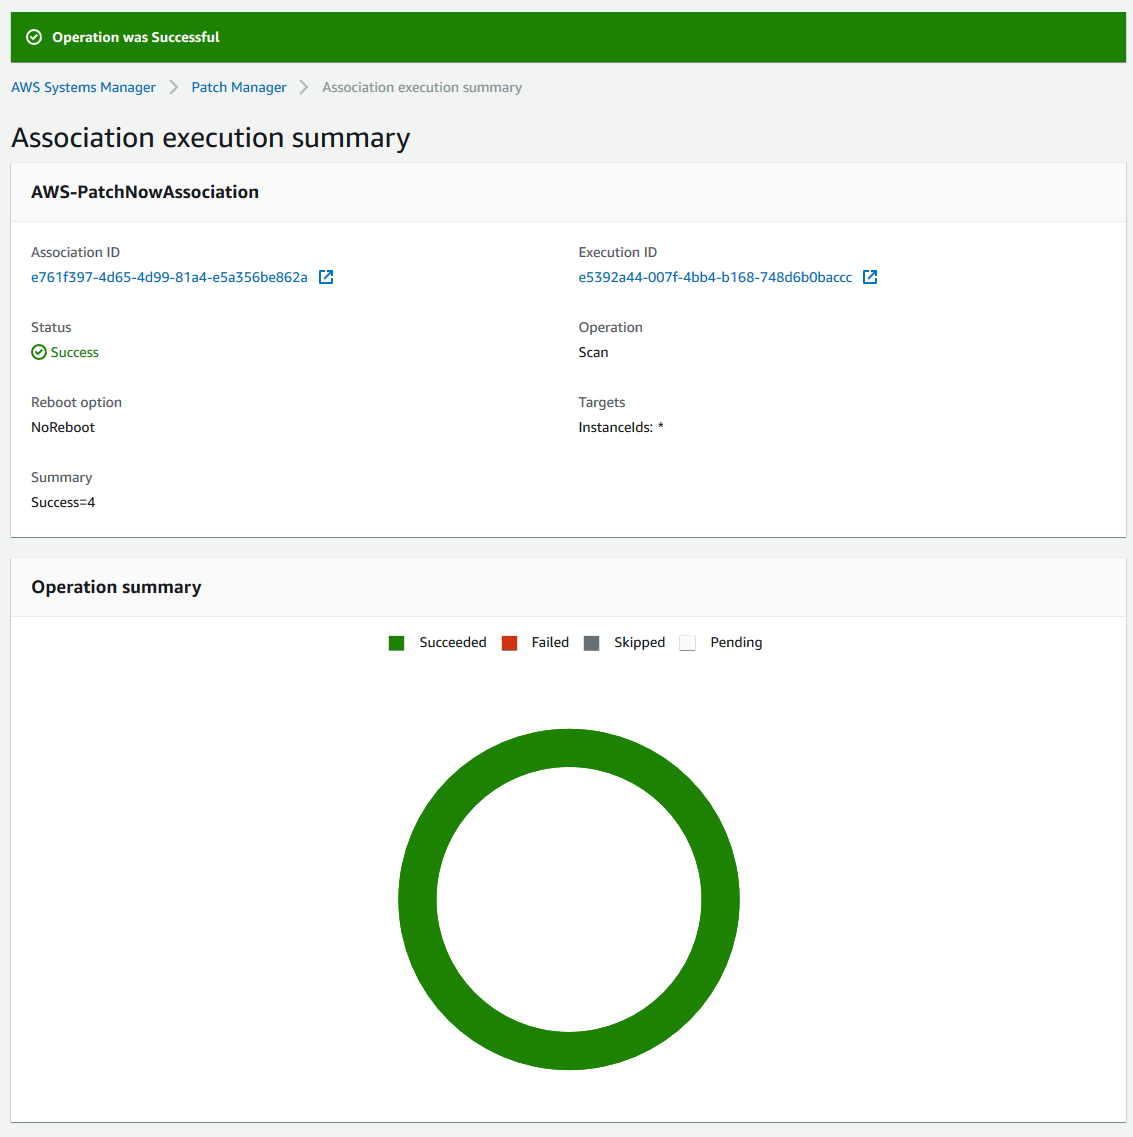 Operation was Successful
AWS Systems Manager > Patch Manager > Association execution summary
Association execution summary
AWS-PatchNowAssociation
Association ID
e761f397-4d65-4d99-81a4-e5a356be862a
Execution ID
e5392a44-007f-4bb4-b168-748d6b0baccc
Status
Success
Operation
Scan
Reboot option
NoReboot
Targets
InstanceIds: *
Summary
Success=4
Operation summary
Succeeded Failed Skipped Pending